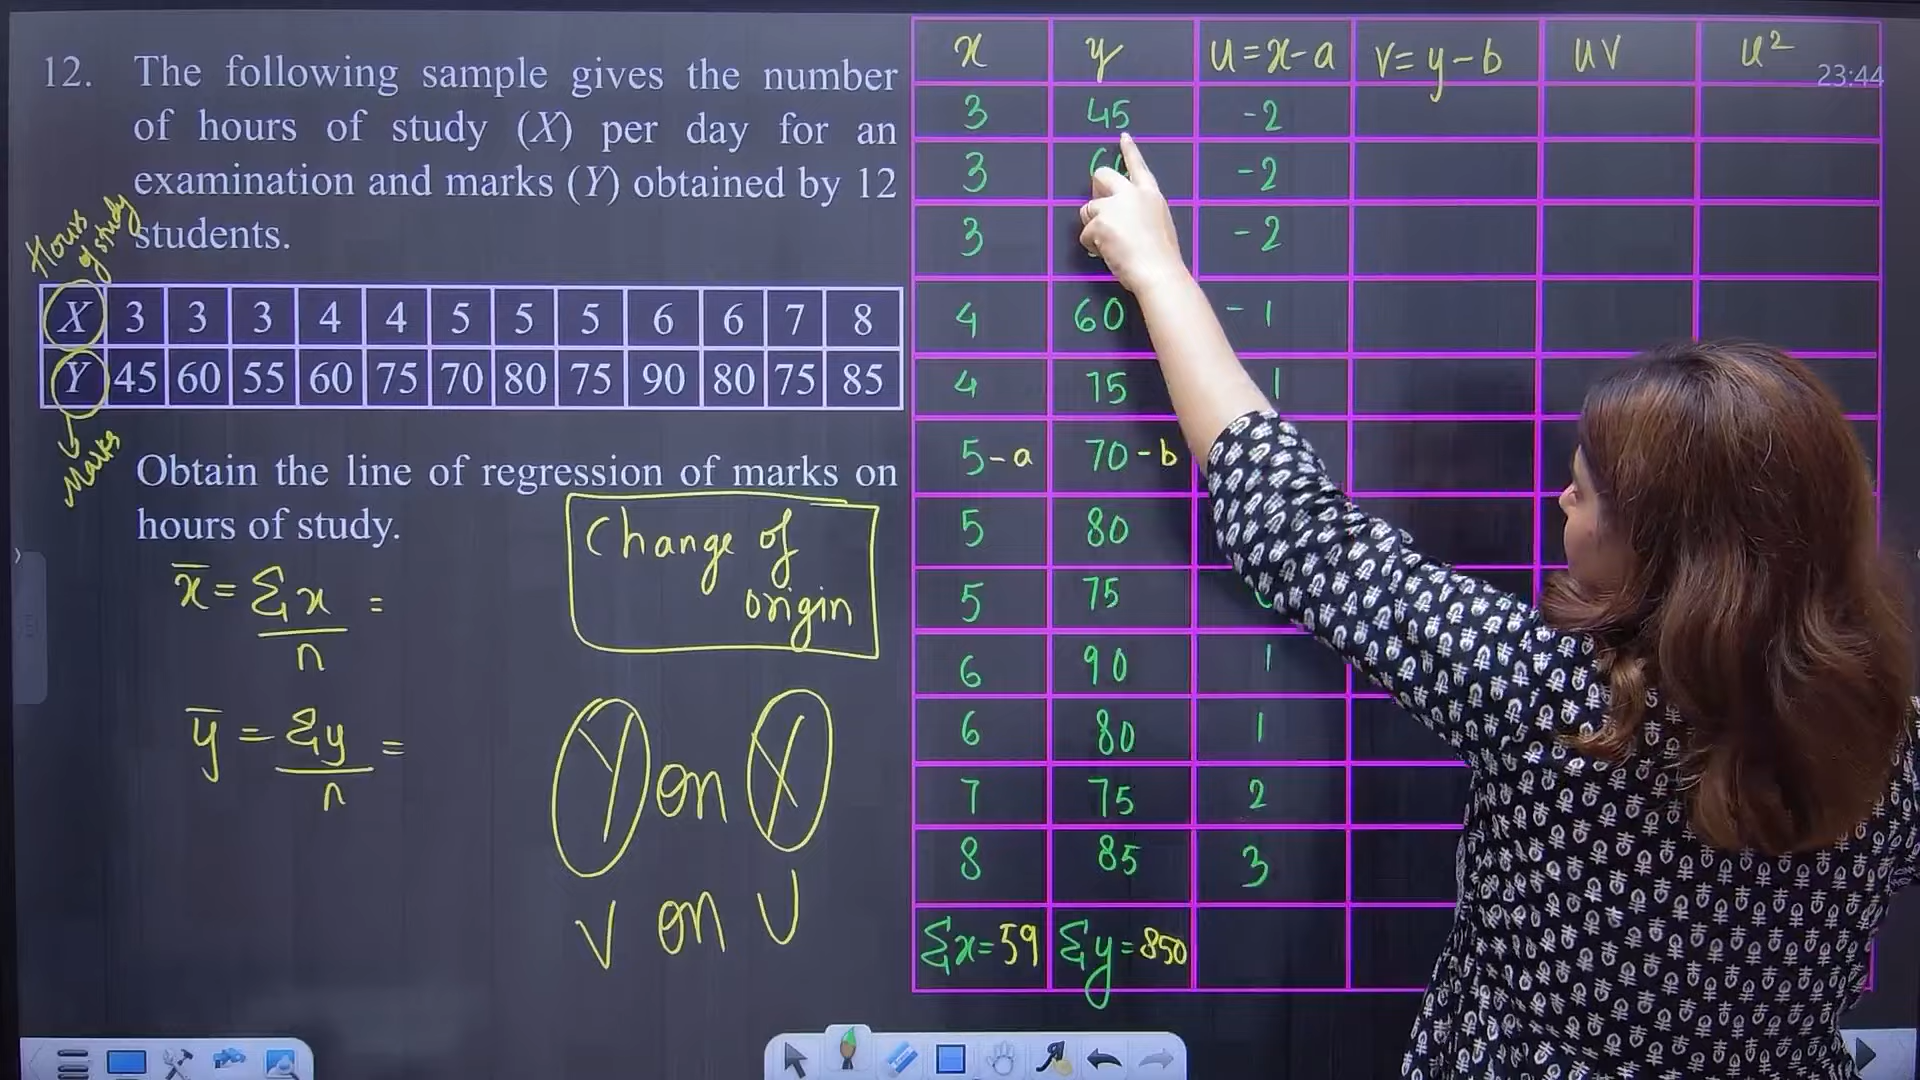 12. The following sample gives the number
of hours of study (X) per day for an
examination and marks (Y) obtained by 12
students.
Hours
of study
X 3 3 3 4 4 5 5 5 6 6 7 8
Y 45 60 55 60 75 70 80 75 90 80 75 85
Marks
Obtain the line of regression of marks on
hours of study.
Change of
origin
x̄ = Σx/n =
ȳ = Σy/n =
Y on X
V on U
x y u=x-a v=y-b uv u²
23:44
3 45 -2
3 -2
3 -2
4 60 -1
4 75 1
5-a 70-b
5 80
5 75
6 90 1
6 80 1
7 75 2
8 85 3
Σx=59 Σy=850